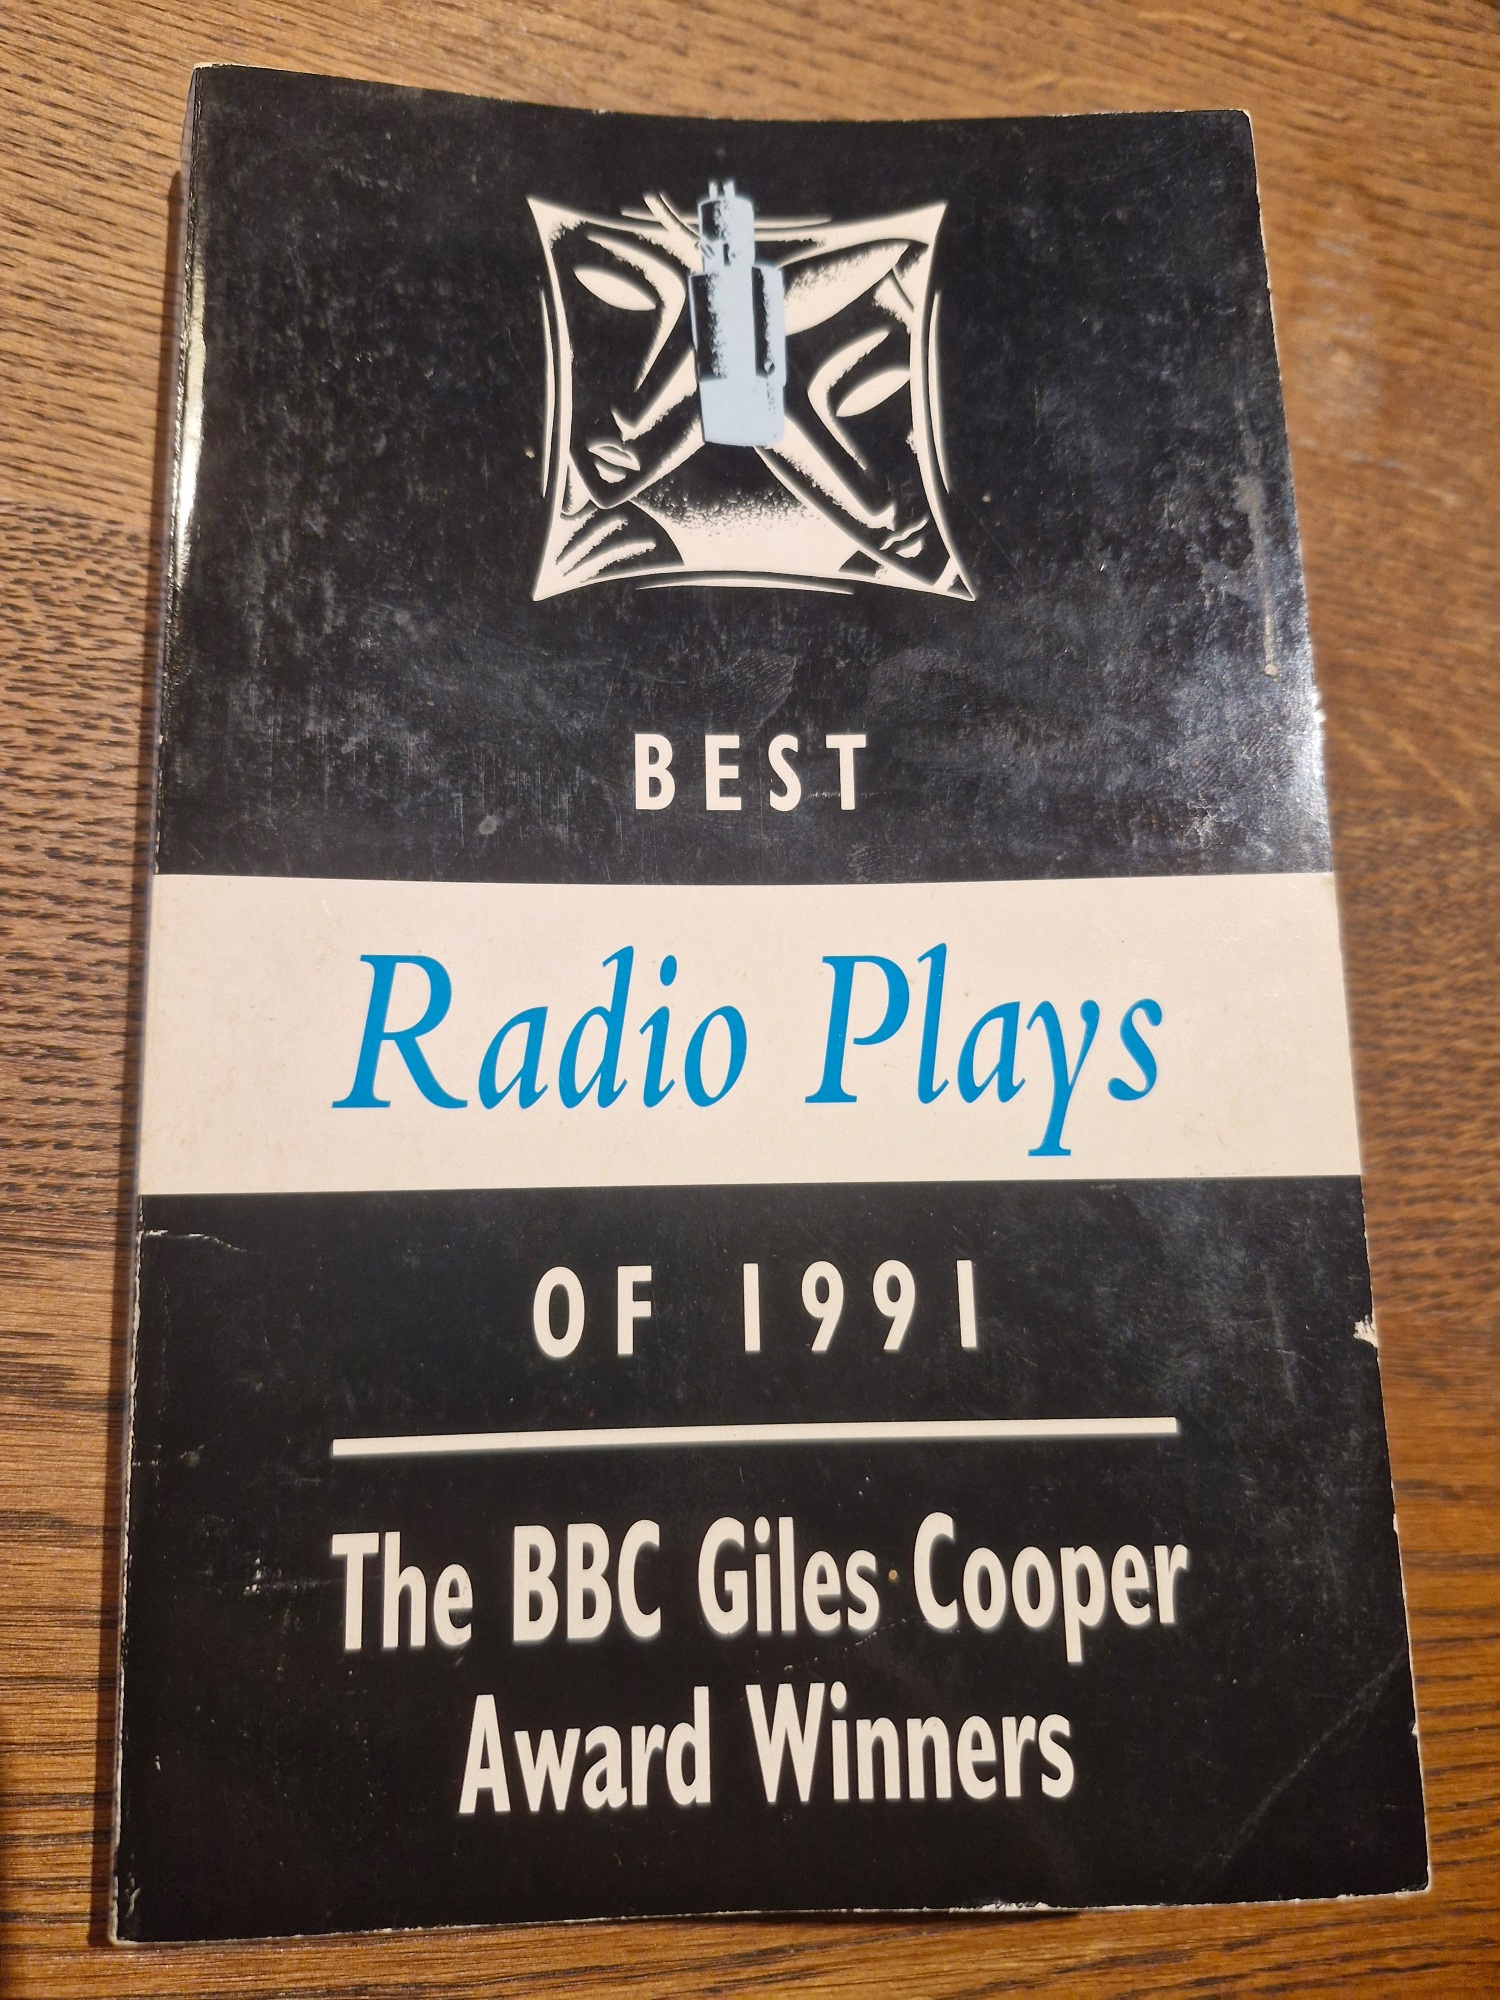 BEST
Radio Plays
OF 1991
The BBC Giles Cooper
Award Winners